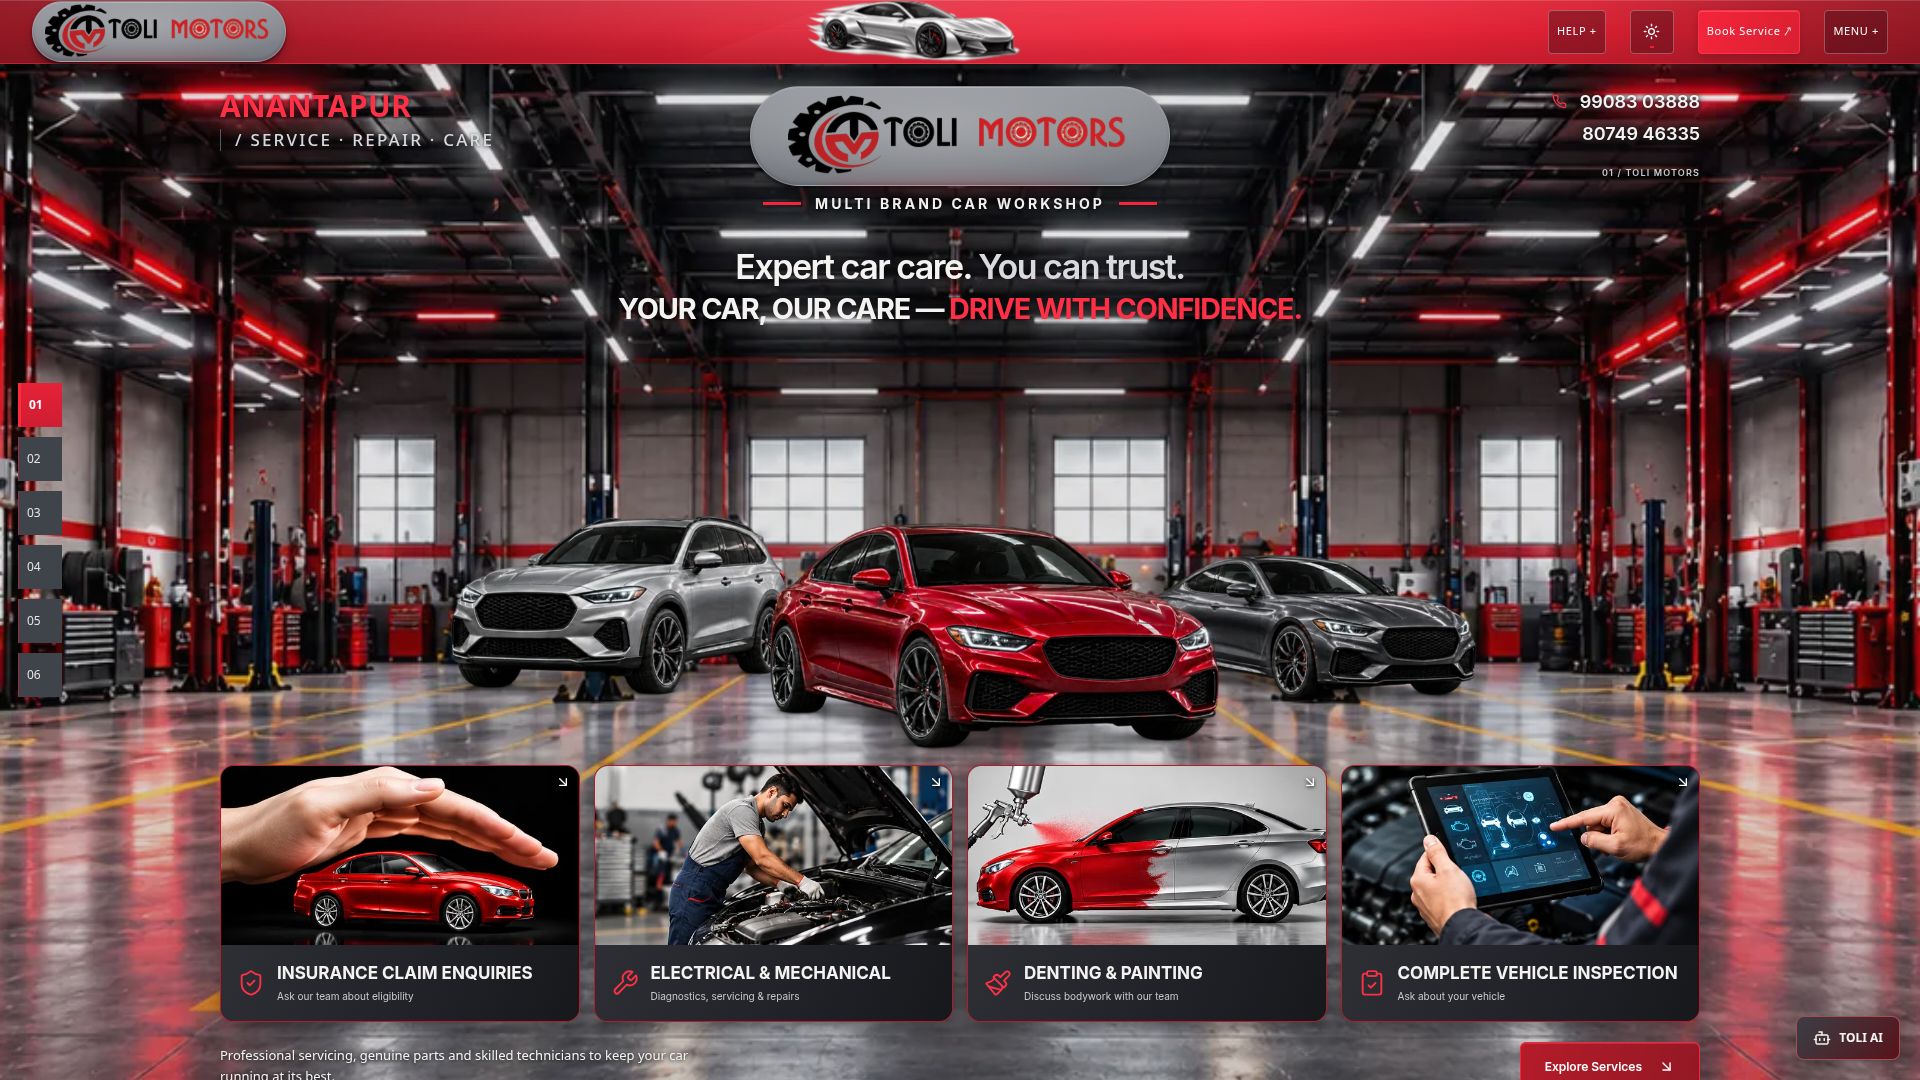 TOLI MOTORS
HELP +
Book Service ↗
MENU +
ANANTAPUR
/ SERVICE · REPAIR · CARE
TOLI MOTORS
MULTI BRAND CAR WORKSHOP
99083 03888
80749 46335
01 / TOLI MOTORS
Expert car care. You can trust.
YOUR CAR, OUR CARE — DRIVE WITH CONFIDENCE.
01
02
03
04
05
06
INSURANCE CLAIM ENQUIRIES
Ask our team about eligibility
ELECTRICAL & MECHANICAL
Diagnostics, servicing & repairs
DENTING & PAINTING
Discuss bodywork with our team
COMPLETE VEHICLE INSPECTION
Ask about your vehicle
Professional servicing, genuine parts and skilled technicians to keep your car
running at its best.
Explore Services
TOLI AI